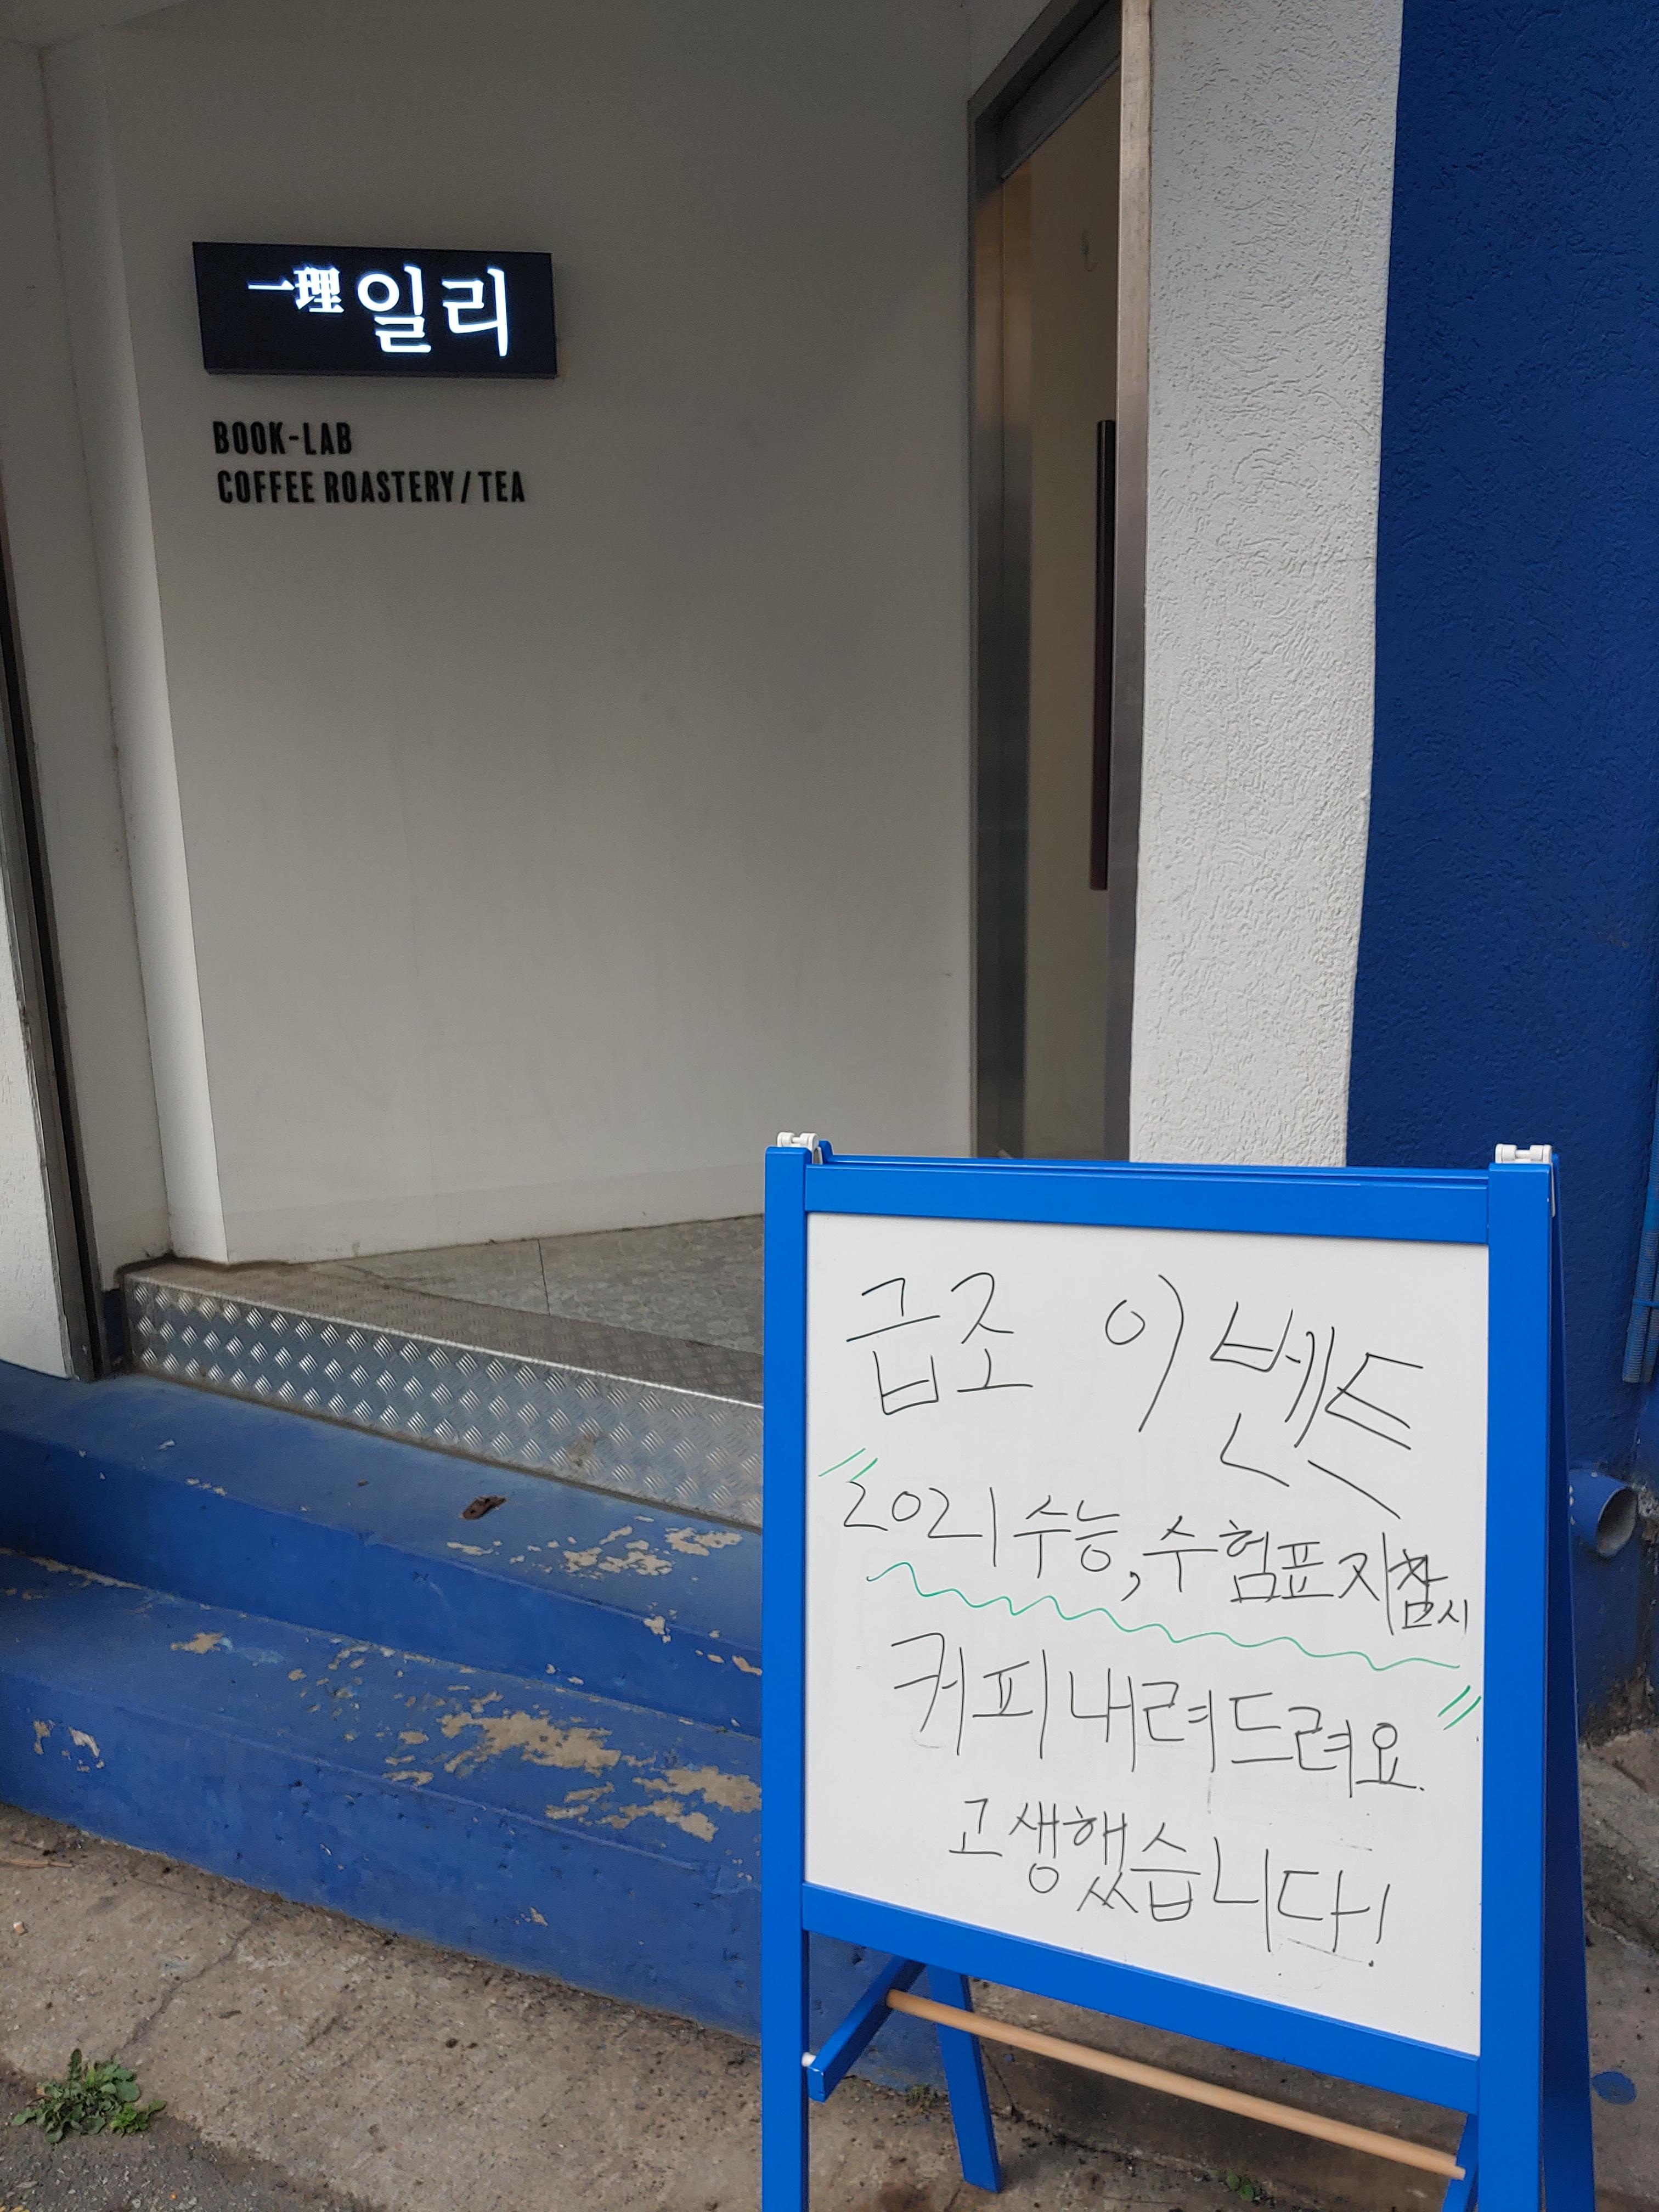 一理 일리
BOOK-LAB
COFFEE ROASTERY/TEA
급조 이벤트
"2021 수능, 수험표 지참시
커피 내려드려요."
고생했습니다!